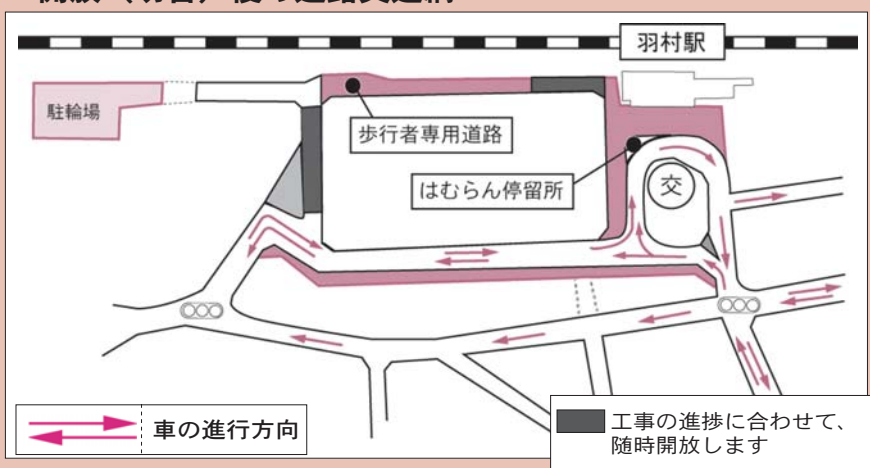 羽村駅
駐輪場
歩行者専用道路
はむらん停留所
交
車の進行方向
工事の進捗に合わせて、
随時開放します